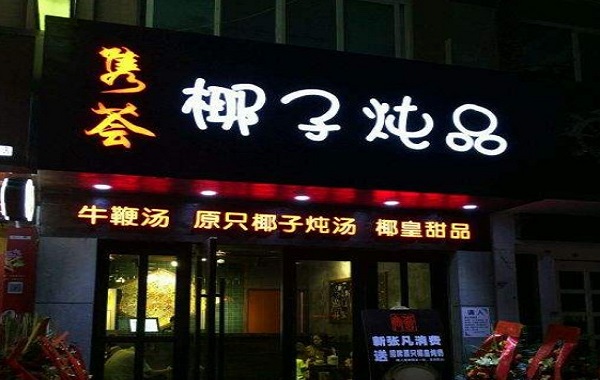 隽荟
椰子炖品
牛鞭汤 原只椰子炖汤 椰皇甜品
新张凡消费
送